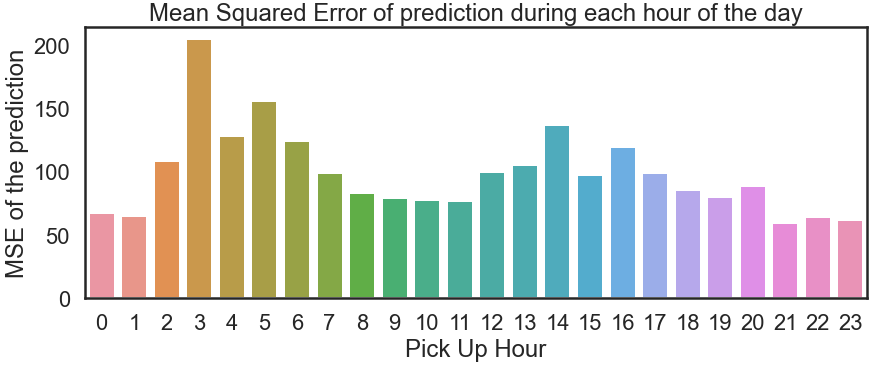 Mean Squared Error of prediction during each hour of the day
MSE of the prediction
200
150
100
50
0
0 1 2 3 4 5 6 7 8 9 10 11 12 13 14 15 16 17 18 19 20 21 22 23
Pick Up Hour